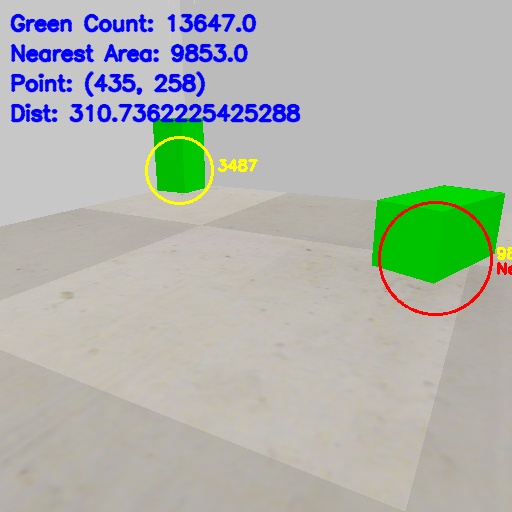 Green Count: 13647.0
Nearest Area: 9853.0
Point: (435, 258)
Dist: 310.7362225425288
3487